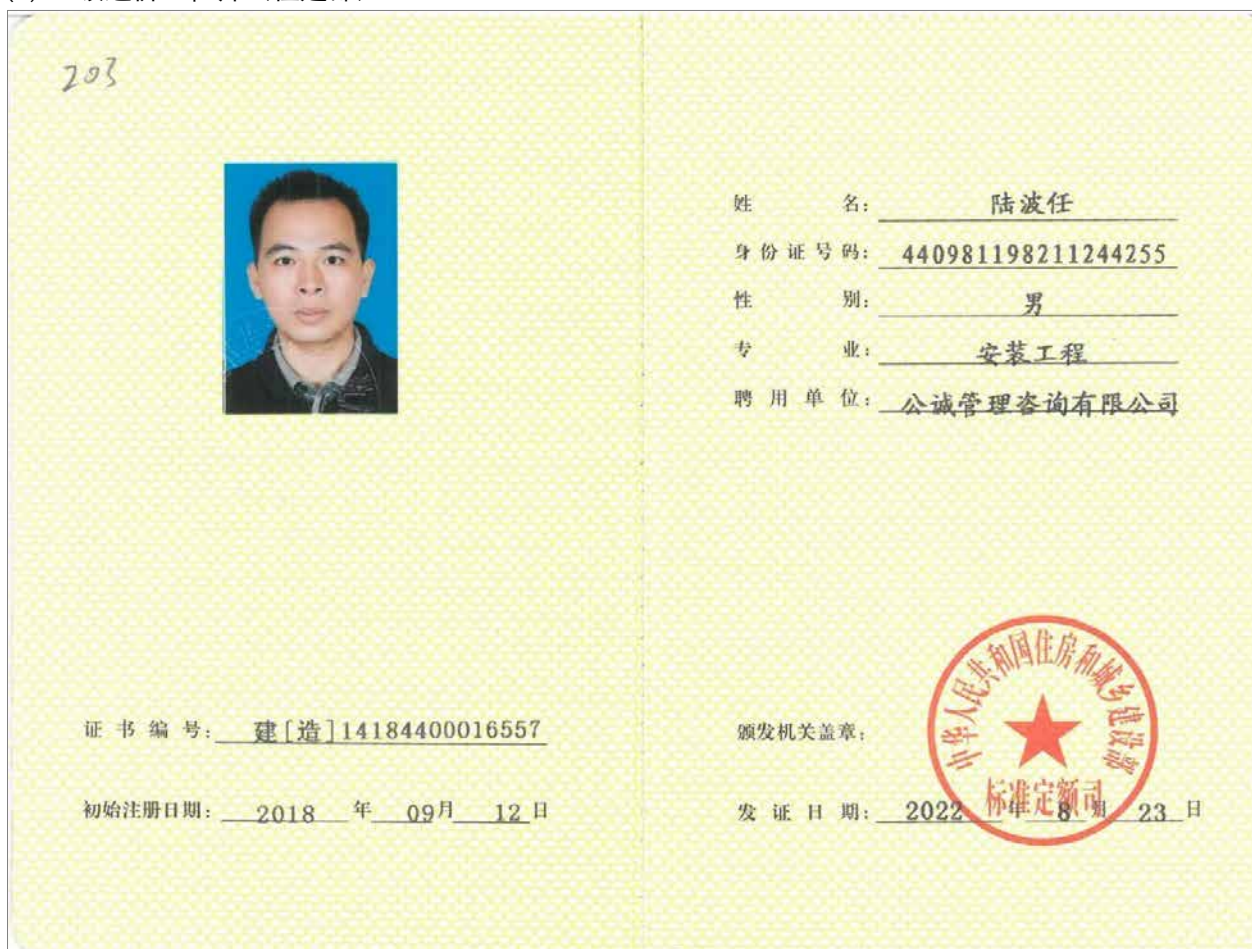 203
姓名：陆波任
身份证号码：440981198211244255
性别：男
专业：安装工程
聘用单位：公诚管理咨询有限公司
证书编号：建[造]14184400016557
初始注册日期：2018年09月12日
颁发机关盖章：
中华人民共和国住房和城乡建设部
标准定额司
发证日期：2022年8月23日